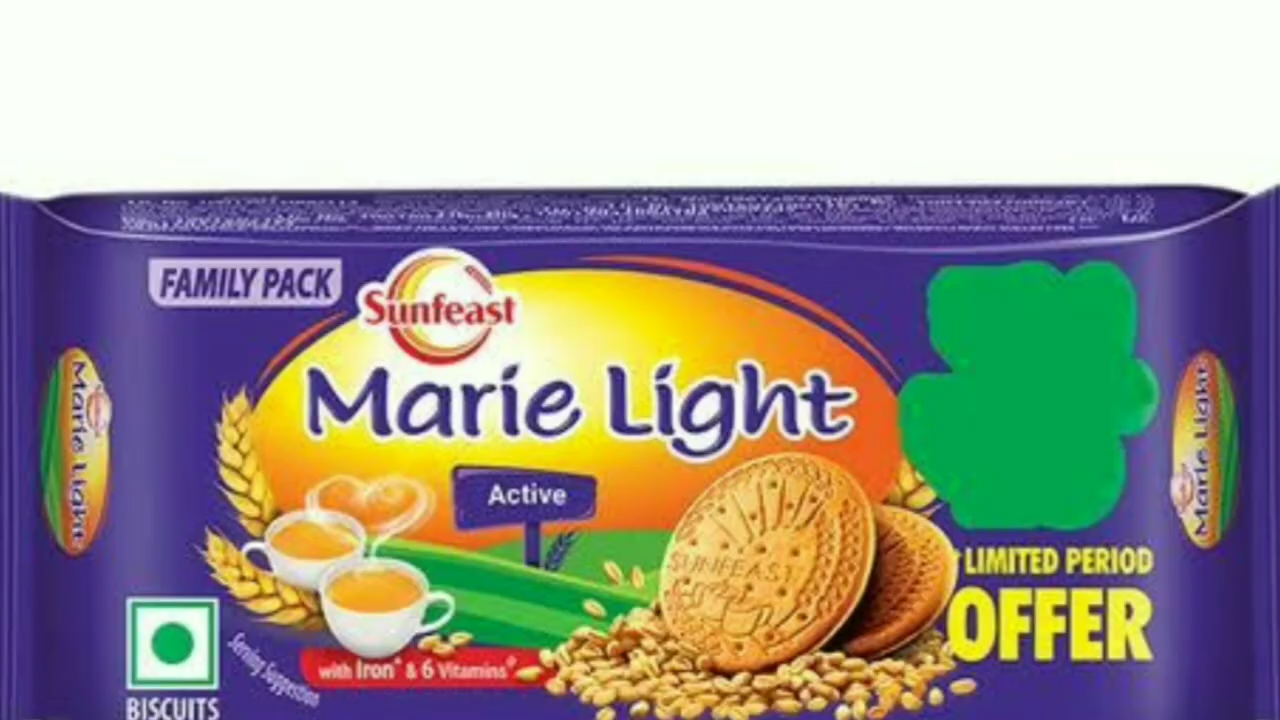 FAMILY PACK
Sunfeast
Marie Light
Active
Marie Light
Marie Light
SUNFEAST
*LIMITED PERIOD
OFFER
with Iron* & 6 Vitamins#
Serving Suggestion
BISCUITS